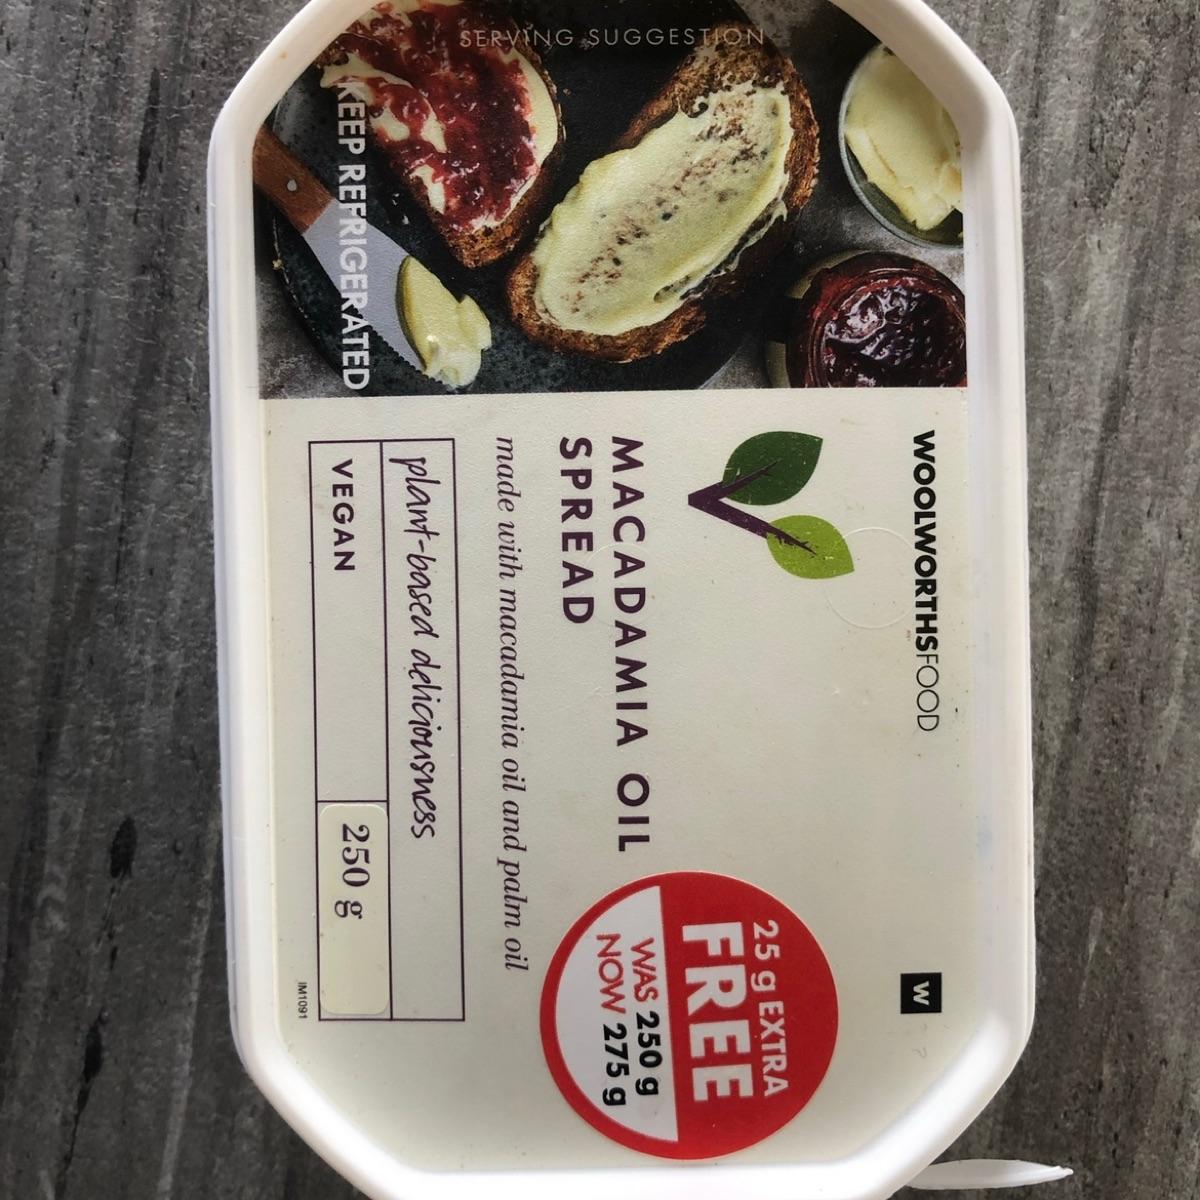 SERVING SUGGESTION
KEEP REFRIGERATED
WOOLWORTHSFOOD
W
MACADAMIA OIL
SPREAD
made with macadamia oil and palm oil
plant-based deliciousness
VEGAN
250 g
25 g EXTRA
FREE
WAS 250 g
NOW 275 g
IM1091